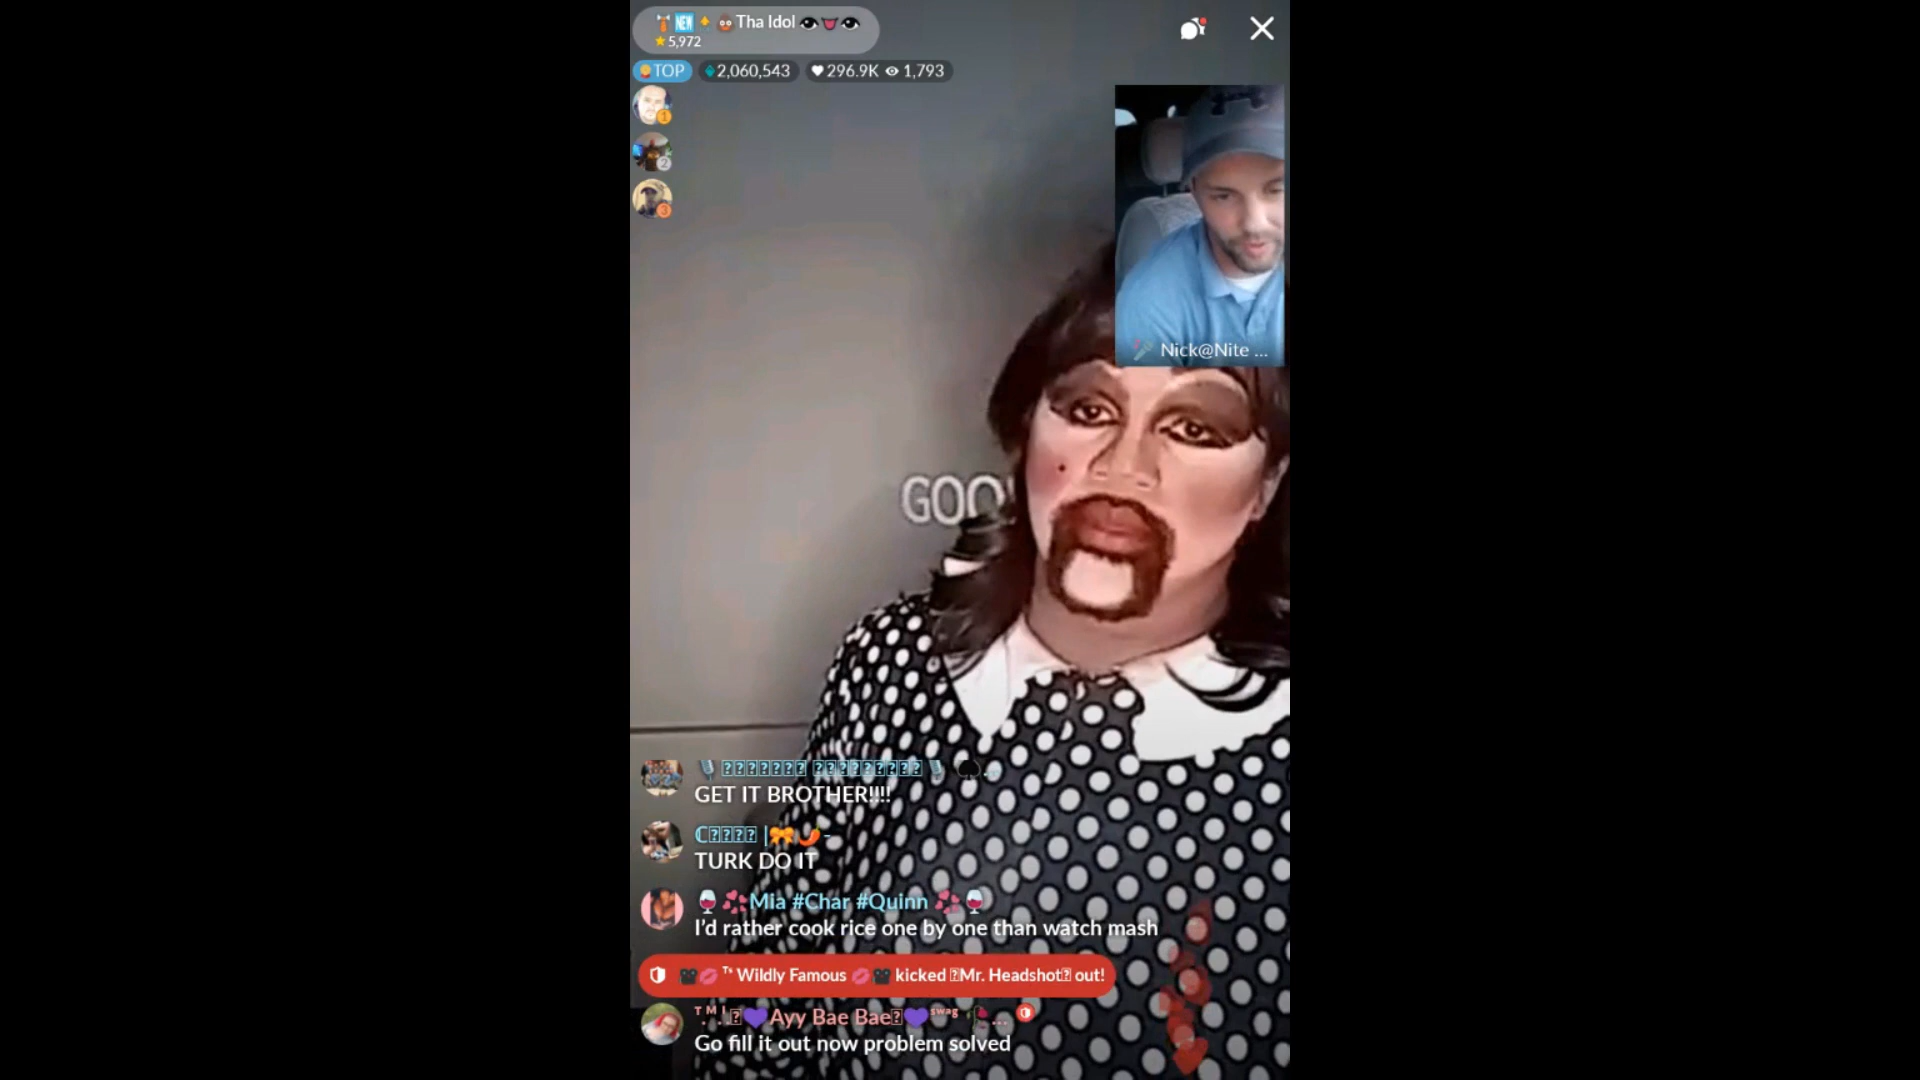 Tha Idol
5,972
TOP
2,060,543
296.9K
1,793
Nick@Nite ...
GOO
GET IT BROTHER!!!!
TURK DO IT
Mia #Char #Quinn
I'd rather cook rice one by one than watch mash
Ts Wildly Famous kicked Mr. Headshot out!
T.M.I. Ayy Bae Bae swag ...
Go fill it out now problem solved